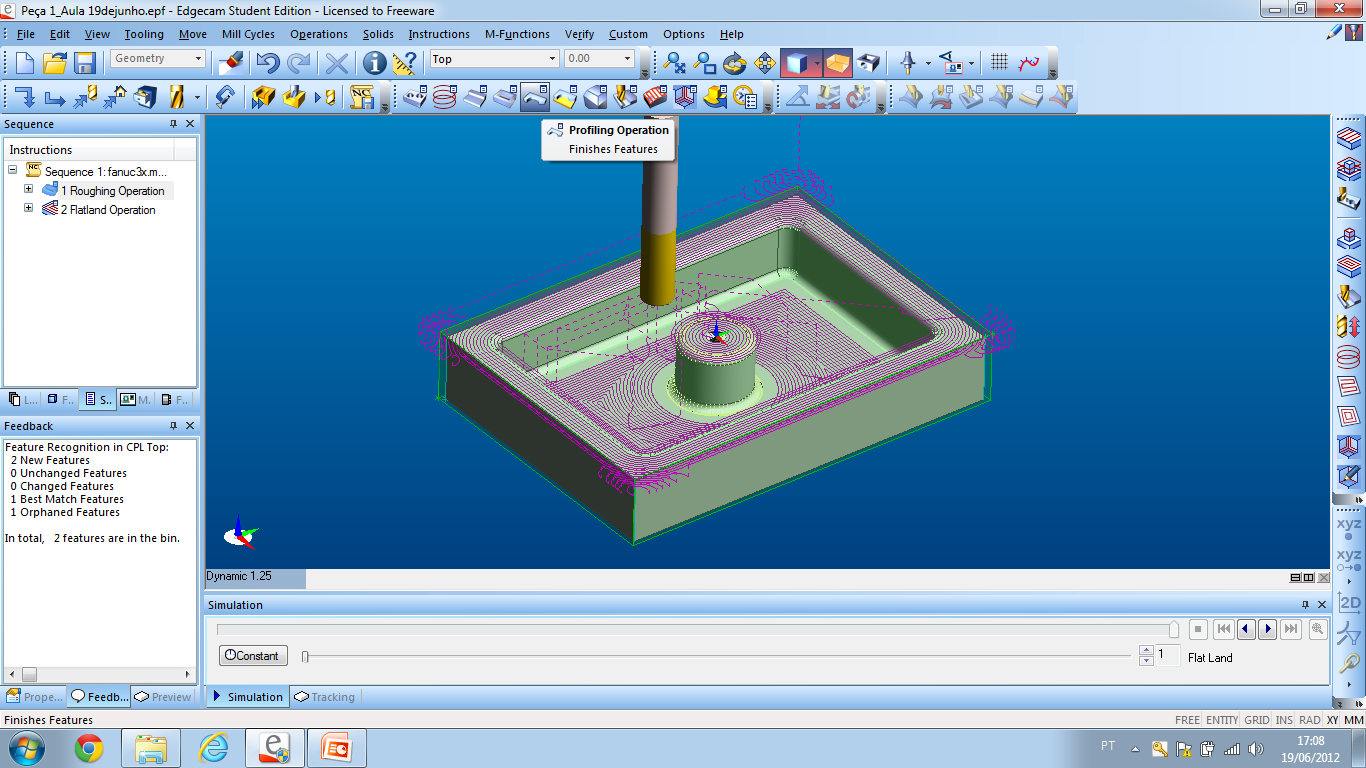 Peça 1_Aula 19dejunho.epf - Edgecam Student Edition - Licensed to Freeware
File Edit View Tooling Move Mill Cycles Operations Solids Instructions M-Functions Verify Custom Options Help
Geometry Top 0.00
Sequence
Instructions
Sequence 1: fanuc3x.m...
1 Roughing Operation
2 Flatland Operation
L... F.. S.. M. F..
Profiling Operation
Finishes Features
Feedback
Feature Recognition in CPL Top:
2 New Features
0 Unchanged Features
0 Changed Features
1 Best Match Features
1 Orphaned Features
In total, 2 features are in the bin.
Prope... Feedb... Preview
Dynamic 1.25
Simulation
Constant 1 Flat Land
Simulation Tracking
xyz
xyz
2D
Finishes Features
FREE ENTITY GRID INS RAD XY MM
PT 17:08
19/06/2012